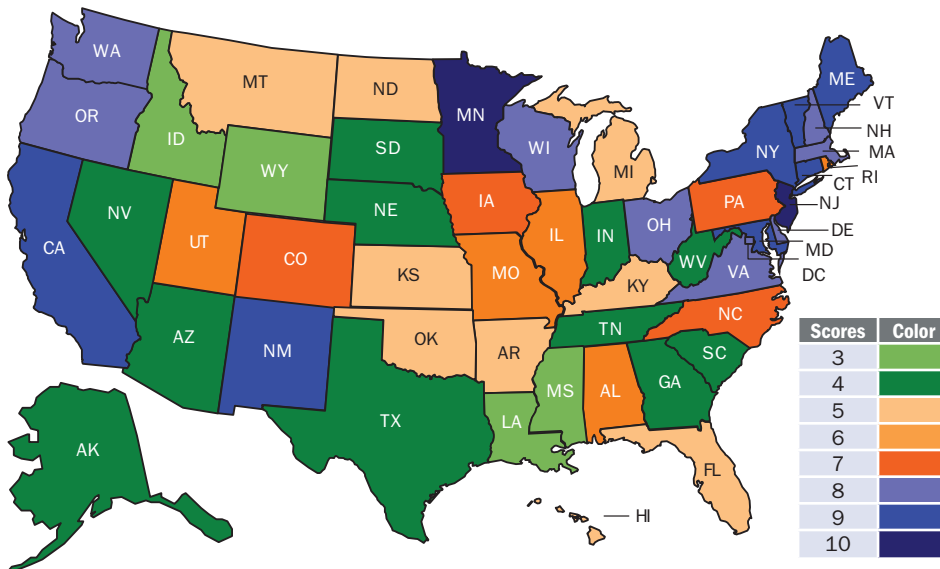 WA
ME
MT
ND
VT
MN
OR
NH
ID
WI
SD
NY
MA
WY
MI
RI
CT
IA
PA
NE
NJ
NV
OH
IL
IN
DE
UT
CA
CO
MD
WV
VA
DC
KS
MO
KY
NC
TN
AZ
OK
NM
AR
SC
MS
AL
GA
TX
LA
AK
FL
HI
Scores Color
3
4
5
6
7
8
9
10